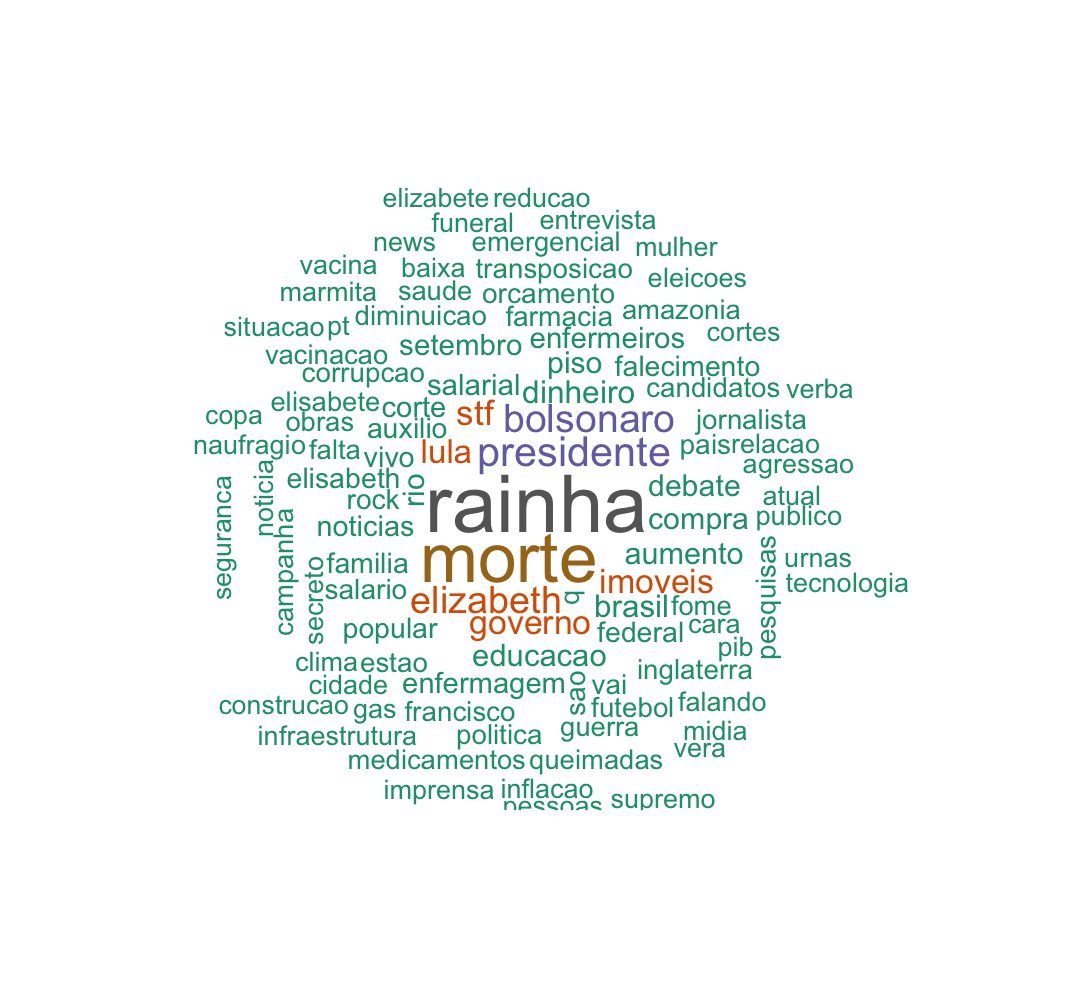 elizabete reducao
funeral entrevista
news emergencial mulher
vacina baixa transposicao eleicoes
marmita saude orcamento
situacao pt diminuicao farmacia amazonia
vacinacao setembro enfermeiros cortes
corrupcao piso falecimento
salarial dinheiro candidatos verba
copa elisabete corte stf bolsonaro jornalista
obras auxilio
naufragio falta vivo lula presidente paisrelacao
agressao
seguranca noticia elisabeth rock rio rainha debate atual
campanha noticias compra publico
secreto familia morte aumento pesquisas urnas
salario imoveis tecnologia
elizabeth q brasil fome
popular governo federal cara
pib
clima estao educacao inglaterra
cidade enfermagem sao vai
construcao gas francisco futebol falando
infraestrutura politica guerra midia
vera
medicamentos queimadas
imprensa inflacao
pessoas supremo